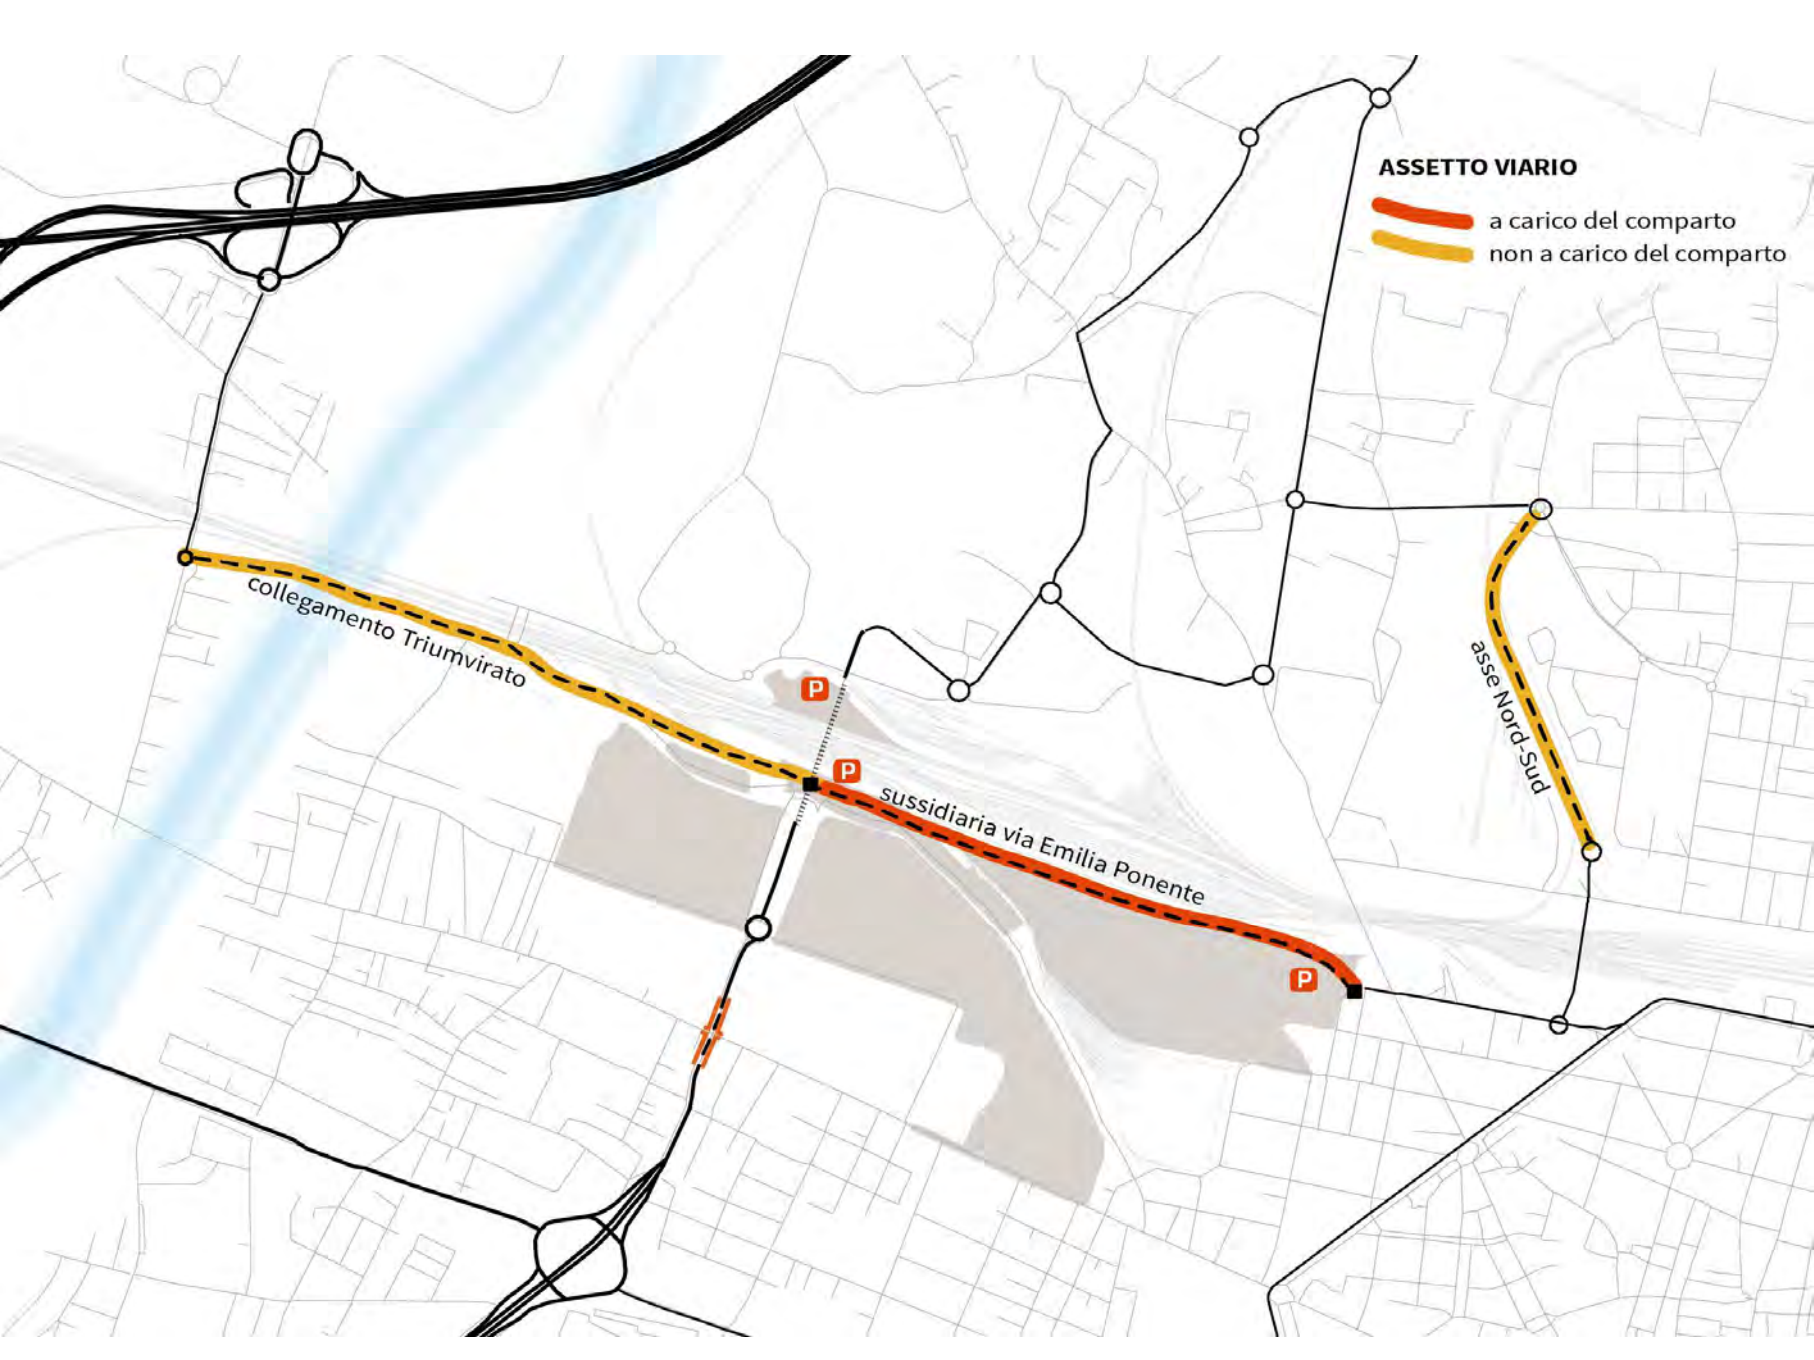 ASSETTO VIARIO
a carico del comparto
non a carico del comparto
collegamento Triumvirato
P
P
sussidiaria via Emilia Ponente
asse Nord-Sud
P